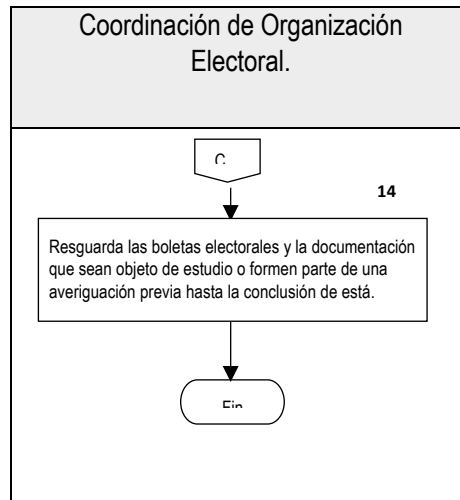 Coordinación de Organización
Electoral.
C
14
Resguarda las boletas electorales y la documentación
que sean objeto de estudio o formen parte de una
averiguación previa hasta la conclusión de está.
Fin